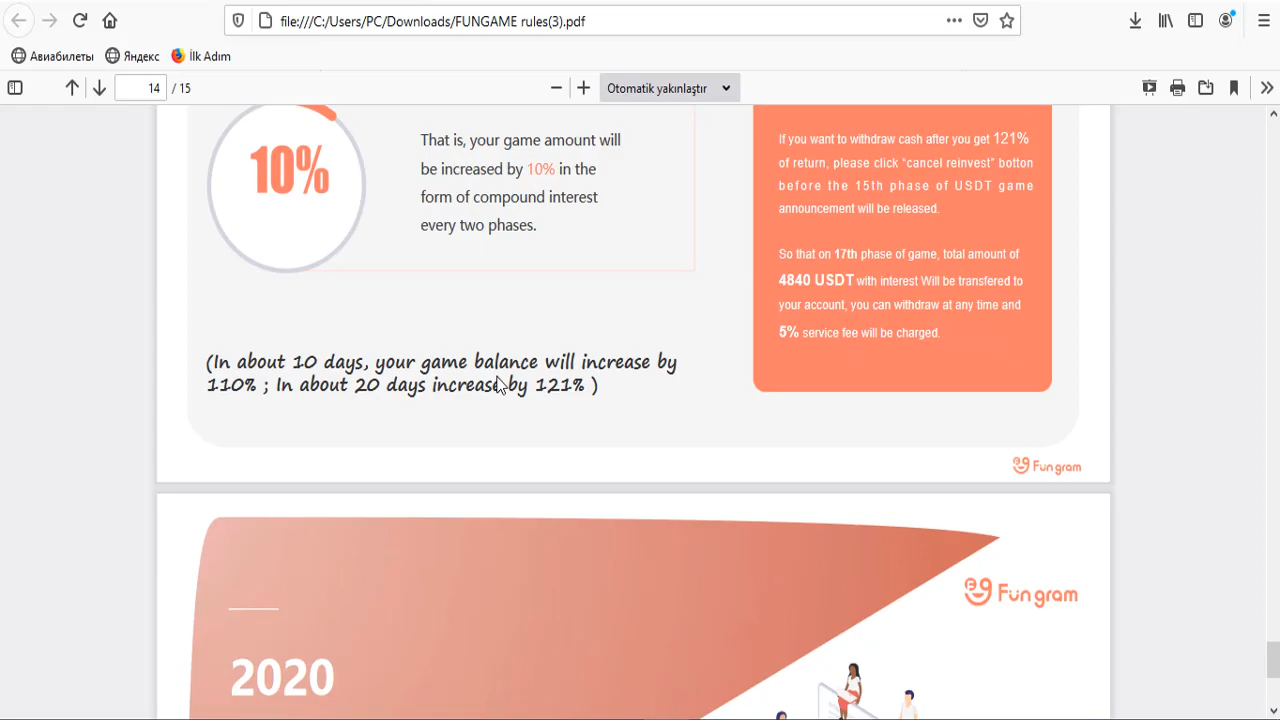 file:///C:/Users/PC/Downloads/FUNGAME rules(3).pdf
Авиабилеты
Яндекс
İlk Adım
14 / 15
Otomatik yakınlaştır
10%
That is, your game amount will
be increased by 10% in the
form of compound interest
every two phases.
(In about 10 days, your game balance will increase by
110% ; In about 20 days increase by 121% )
If you want to withdraw cash after you get 121%
of return, please click “cancel reinvest” botton
before the 15th phase of USDT game
announcement will be released.
So that on 17th phase of game, total amount of
4840 USDT with interest Will be transfered to
your account, you can withdraw at any time and
5% service fee will be charged.
Fun gram
Fun gram
2020